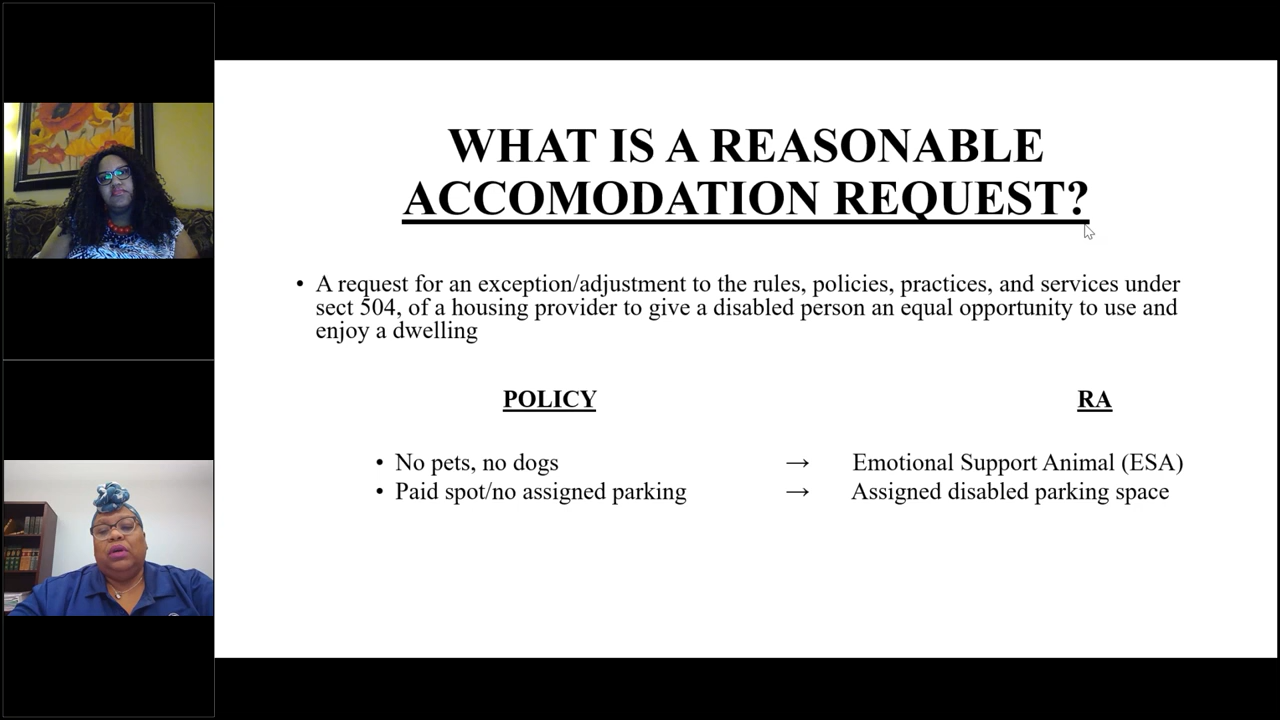 WHAT IS A REASONABLE
ACCOMODATION REQUEST?
• A request for an exception/adjustment to the rules, policies, practices, and services under
sect 504, of a housing provider to give a disabled person an equal opportunity to use and
enjoy a dwelling
POLICY RA
• No pets, no dogs → Emotional Support Animal (ESA)
• Paid spot/no assigned parking → Assigned disabled parking space